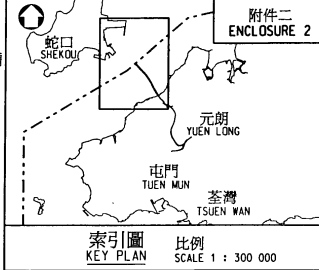 附件二
ENCLOSURE 2
蛇口
SHEKOU
元朗
YUEN LONG
屯門
TUEN MUN
荃灣
TSUEN WAN
索引圖
KEY PLAN
比例
SCALE 1 : 300 000